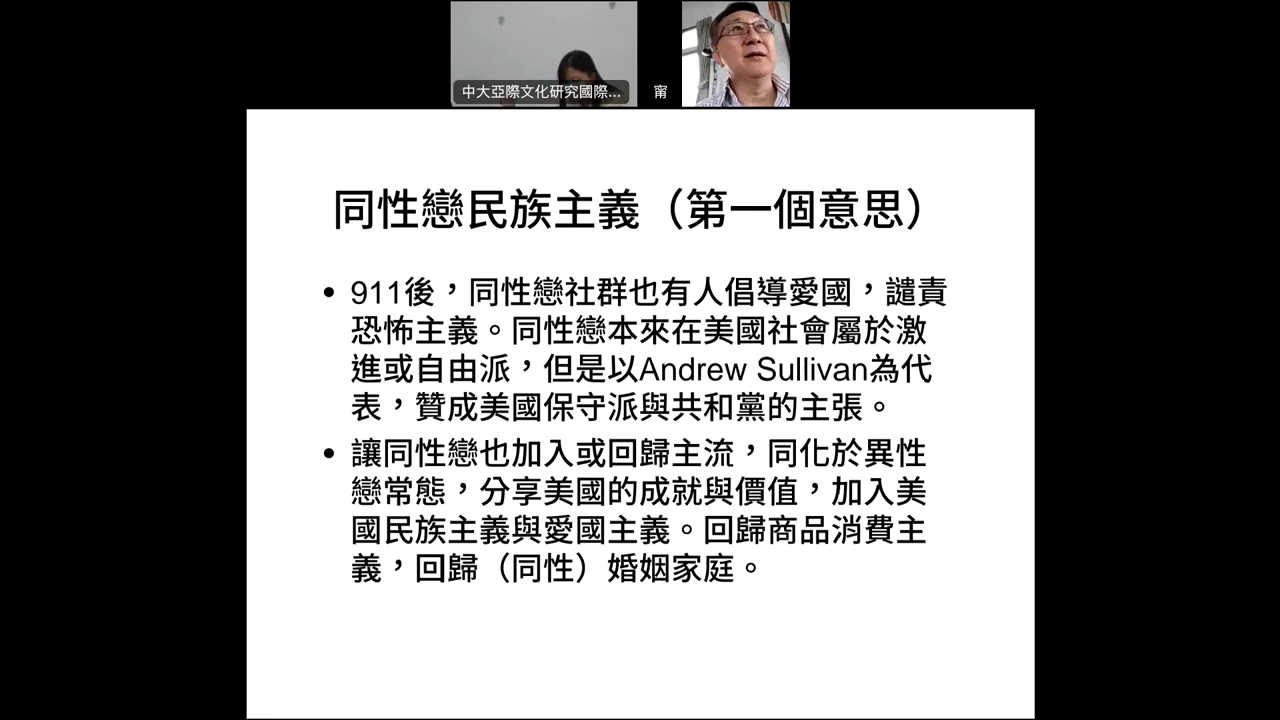 中大亞際文化研究國際...
甯
同性戀民族主義（第一個意思）
• 911後，同性戀社群也有人倡導愛國，譴責
恐怖主義。同性戀本來在美國社會屬於激
進或自由派，但是以Andrew Sullivan為代
表，贊成美國保守派與共和黨的主張。
• 讓同性戀也加入或回歸主流，同化於異性
戀常態，分享美國的成就與價值，加入美
國民族主義與愛國主義。回歸商品消費主
義，回歸（同性）婚姻家庭。